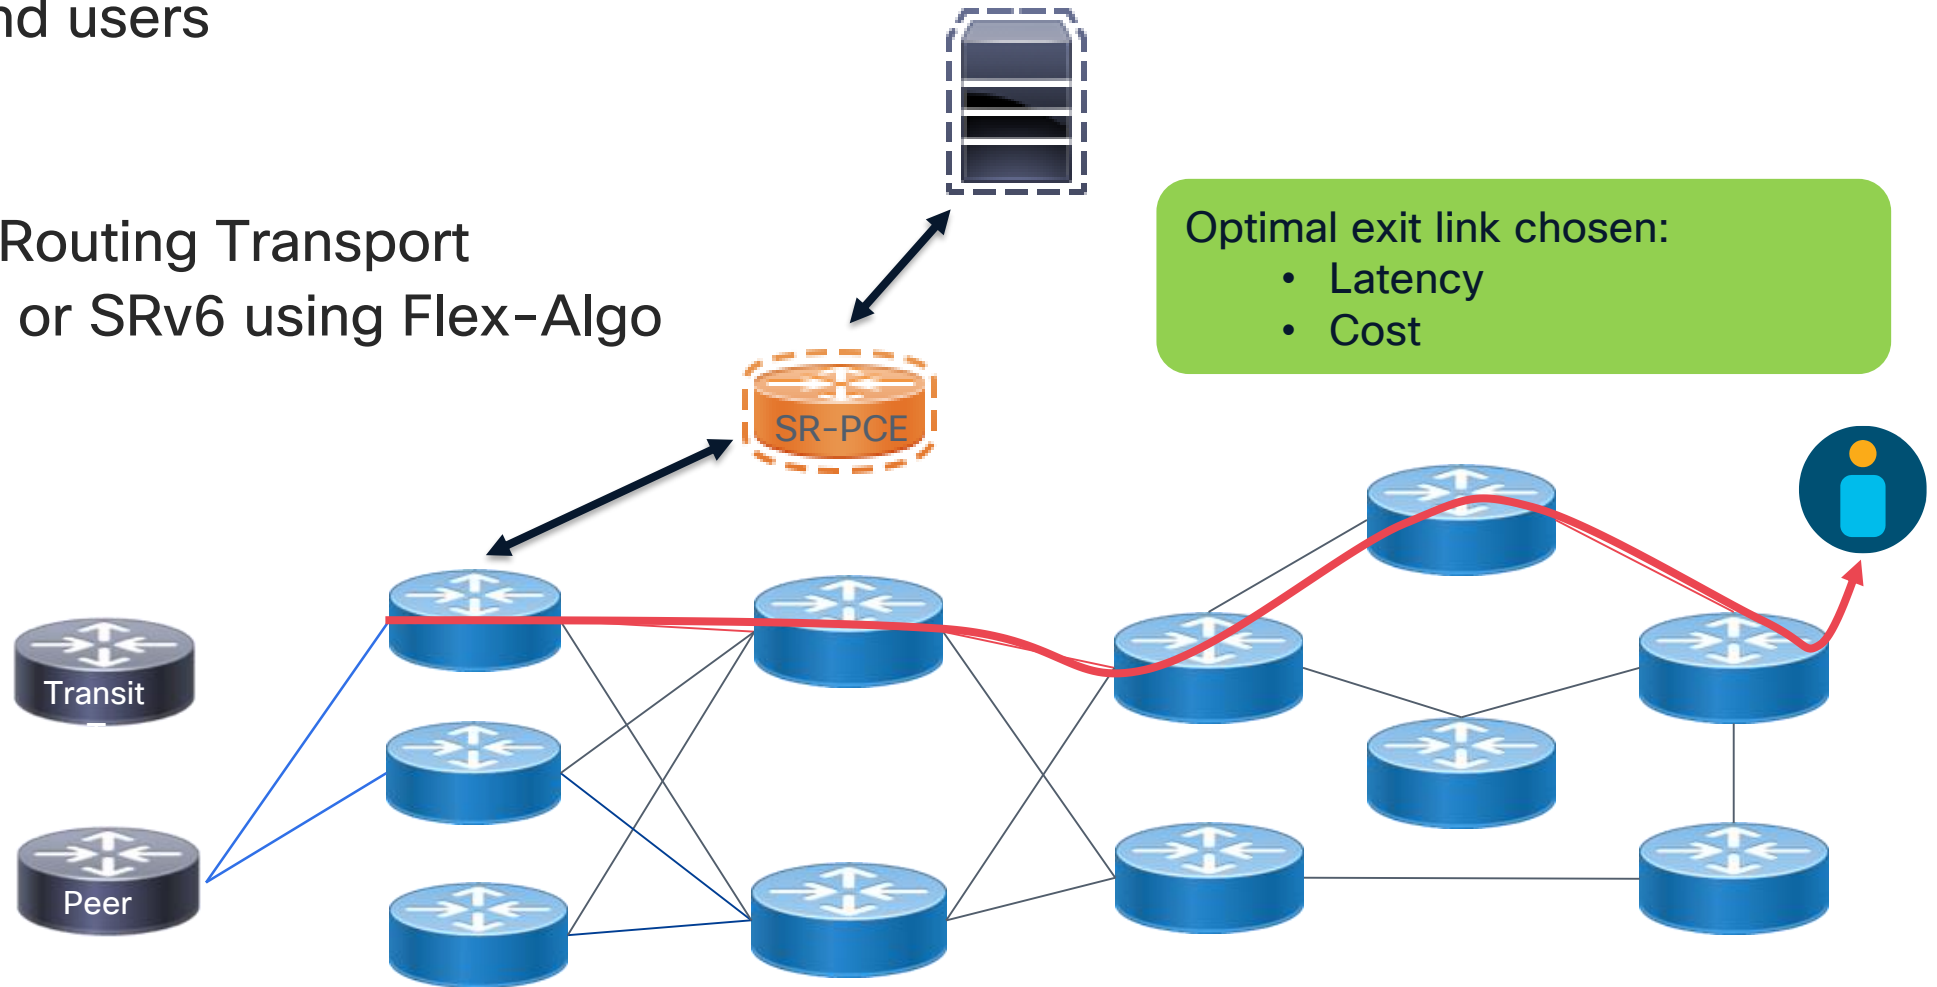 nd users
Routing Transport
or SRv6 using Flex-Algo
Optimal exit link chosen:
• Latency
• Cost
SR-PCE
Transit
Peer